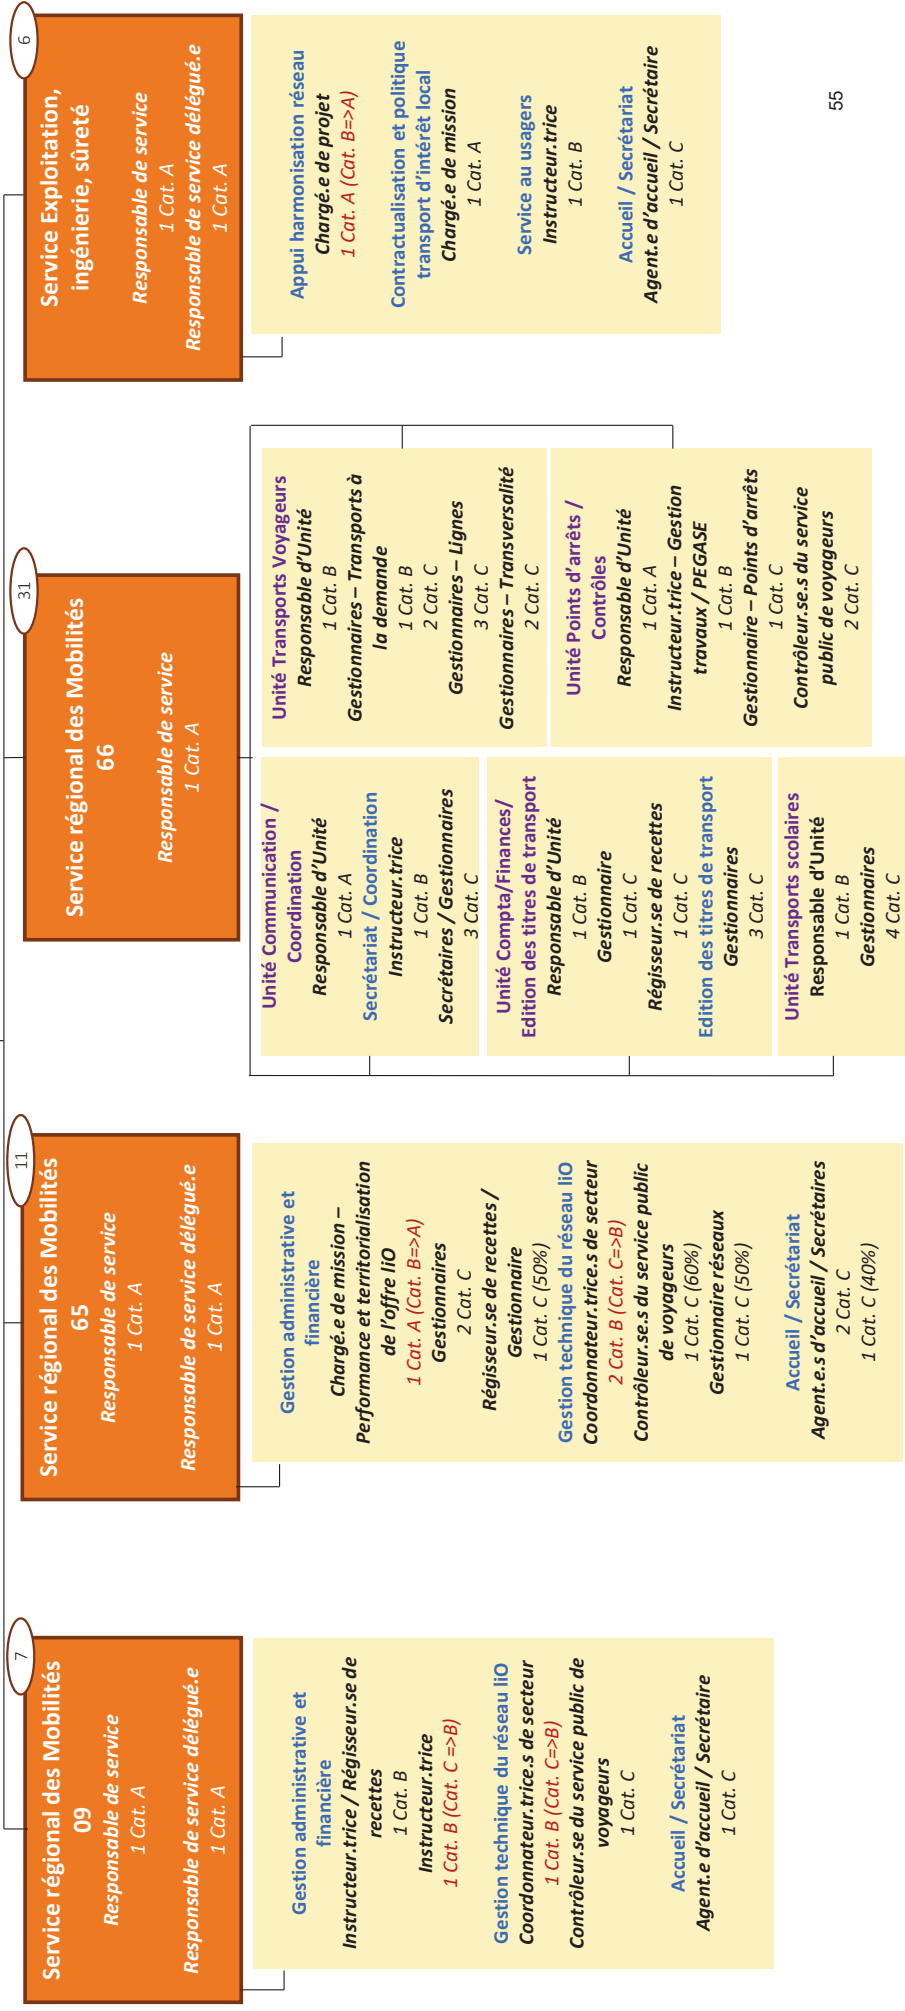 7
Service régional des Mobilités
09
Responsable de service
1 Cat. A
Responsable de service délégué.e
1 Cat. A
Gestion administrative et
financière
Instructeur.trice / Régisseur.se de
recettes
1 Cat. B
Instructeur.trice
1 Cat. B (Cat. C =>B)
Gestion technique du réseau liO
Coordonnateur.trice.s de secteur
1 Cat. B (Cat. C=>B)
Contrôleur.se du service public de
voyageurs
1 Cat. C
Accueil / Secrétariat
Agent.e d'accueil / Secrétaire
1 Cat. C
11
Service régional des Mobilités
65
Responsable de service
1 Cat. A
Responsable de service délégué.e
1 Cat. A
Gestion administrative et
financière
Chargé.e de mission –
Performance et territorialisation
de l'offre liO
1 Cat. A (Cat. B=>A)
Gestionnaires
2 Cat. C
Régisseur.se de recettes /
Gestionnaire
1 Cat. C (50%)
Gestion technique du réseau liO
Coordonnateur.trice.s de secteur
2 Cat. B (Cat. C=>B)
Contrôleur.se.s du service public
de voyageurs
1 Cat. C (60%)
Gestionnaire réseaux
1 Cat. C (50%)
Accueil / Secrétariat
Agent.e.s d'accueil / Secrétaires
2 Cat. C
1 Cat. C (40%)
31
Service régional des Mobilités
66
Responsable de service
1 Cat. A
Unité Communication /
Coordination
Responsable d'Unité
1 Cat. A
Secrétariat / Coordination
Instructeur.trice
1 Cat. B
Secrétaires / Gestionnaires
3 Cat. C
Unité Compta/Finances/
Edition des titres de transport
Responsable d'Unité
1 Cat. B
Gestionnaire
1 Cat. C
Régisseur.se de recettes
1 Cat. C
Edition des titres de transport
Gestionnaires
3 Cat. C
Unité Transports scolaires
Responsable d'Unité
1 Cat. B
Gestionnaires
4 Cat. C
Unité Transports Voyageurs
Responsable d'Unité
1 Cat. B
Gestionnaires – Transports à
la demande
1 Cat. B
2 Cat. C
Gestionnaires – Lignes
3 Cat. C
Gestionnaires – Transversalité
2 Cat. C
Unité Points d'arrêts /
Contrôles
Responsable d'Unité
1 Cat. A
Instructeur.trice – Gestion
travaux / PEGASE
1 Cat. B
Gestionnaire – Points d'arrêts
1 Cat. C
Contrôleur.se.s du service
public de voyageurs
2 Cat. C
6
Service Exploitation,
ingénierie, sûreté
Responsable de service
1 Cat. A
Responsable de service délégué.e
1 Cat. A
Appui harmonisation réseau
Chargé.e de projet
1 Cat. A (Cat. B=>A)
Contractualisation et politique
transport d'intérêt local
Chargé.e de mission
1 Cat. A
Service au usagers
Instructeur.trice
1 Cat. B
Accueil / Secrétariat
Agent.e d'accueil / Secrétaire
1 Cat. C
55